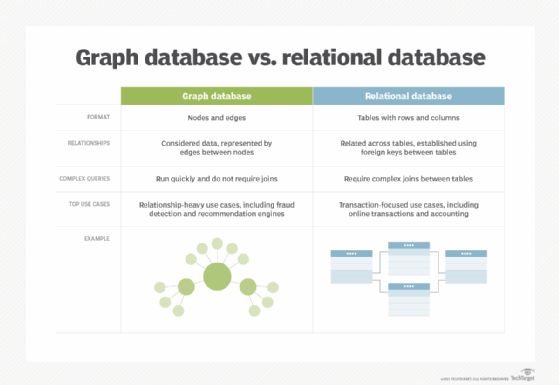 Graph database vs. relational database
Graph database
Relational database
FORMAT
Nodes and edges
Tables with rows and columns
RELATIONSHIPS
Considered data, represented by
edges between nodes
Related across tables, established using
foreign keys between tables
COMPLEX QUERIES
Run quickly and do not require joins
Require complex joins between tables
TOP USE CASES
Relationship-heavy use cases, including fraud
detection and recommendation engines
Transaction-focused use cases, including
online transactions and accounting
EXAMPLE
TechTarget